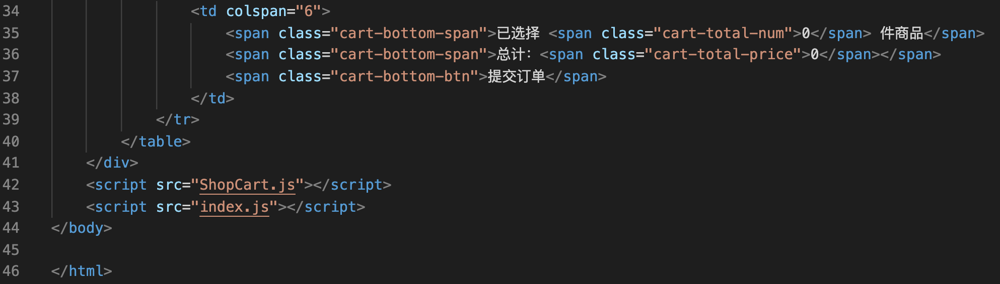 34 <td colspan="6">
35 <span class="cart-bottom-span">已选择 <span class="cart-total-num">0</span> 件商品</span>
36 <span class="cart-bottom-span">总计：<span class="cart-total-price">0</span></span>
37 <span class="cart-bottom-btn">提交订单</span>
38 </td>
39 </tr>
40 </table>
41 </div>
42 <script src="ShopCart.js"></script>
43 <script src="index.js"></script>
44 </body>
45
46 </html>